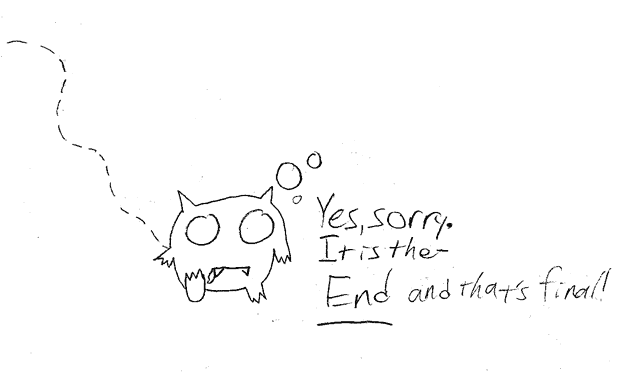 Yes, sorry.
It is the-
End and that's final!